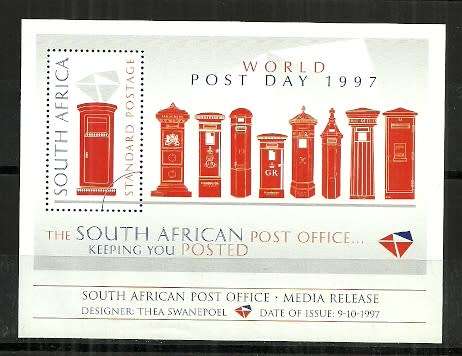 SOUTH AFRICA
STANDARD POSTAGE
WORLD
POST DAY 1997
GR
THE SOUTH AFRICAN POST OFFICE...
KEEPING YOU POSTED
SOUTH AFRICAN POST OFFICE • MEDIA RELEASE
DESIGNER: THEA SWANEPOEL DATE OF ISSUE: 9-10-1997